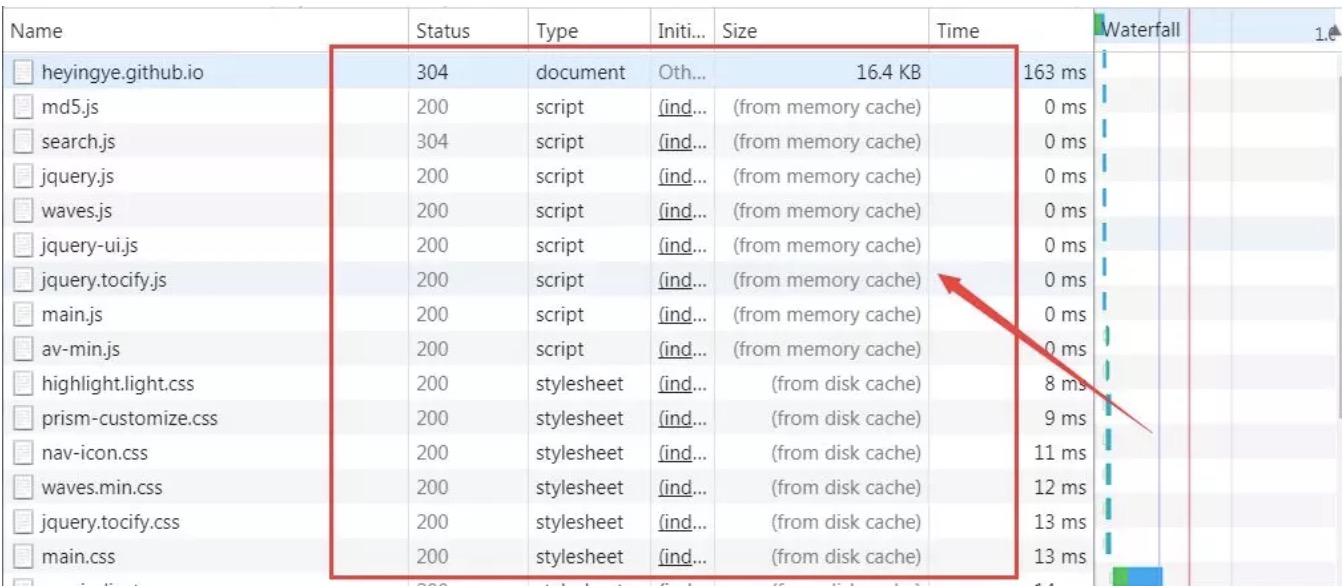 Name Status Type Initi... Size Time Waterfall
heyingye.github.io 304 document Oth... 16.4 KB 163 ms
md5.js 200 script (ind... (from memory cache) 0 ms
search.js 304 script (ind... (from memory cache) 0 ms
jquery.js 200 script (ind... (from memory cache) 0 ms
waves.js 200 script (ind... (from memory cache) 0 ms
jquery-ui.js 200 script (ind... (from memory cache) 0 ms
jquery.tocify.js 200 script (ind... (from memory cache) 0 ms
main.js 200 script (ind... (from memory cache) 0 ms
av-min.js 200 script (ind... (from memory cache) 0 ms
highlight.light.css 200 stylesheet (ind... (from disk cache) 8 ms
prism-customize.css 200 stylesheet (ind... (from disk cache) 9 ms
nav-icon.css 200 stylesheet (ind... (from disk cache) 11 ms
waves.min.css 200 stylesheet (ind... (from disk cache) 12 ms
jquery.tocify.css 200 stylesheet (ind... (from disk cache) 13 ms
main.css 200 stylesheet (ind... (from disk cache) 13 ms